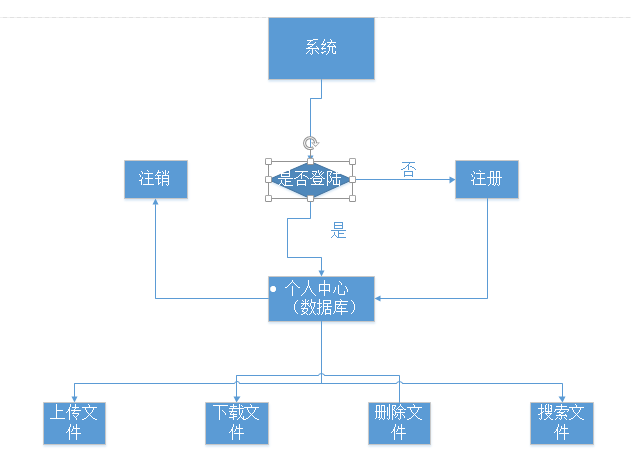 系统
否
注销
是否登陆
注册
是
个人中心
（数据库）
上传文
件
下载文
件
删除文
件
搜索文
件